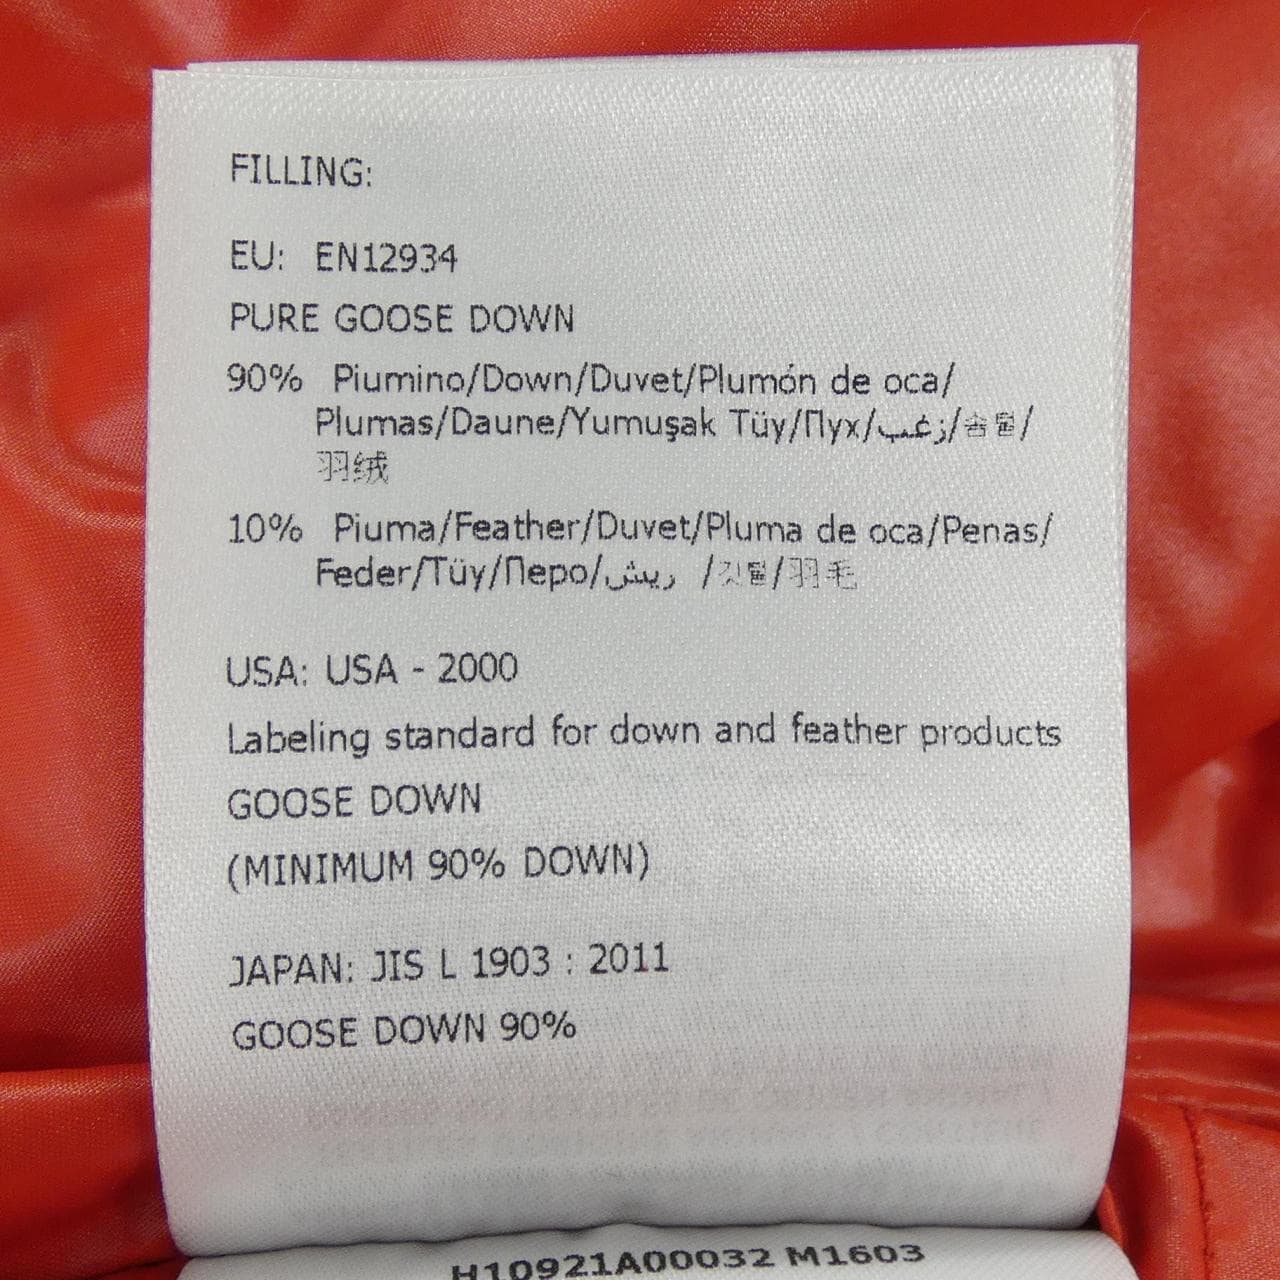 FILLING:
EU: EN12934
PURE GOOSE DOWN
90% Piumino/Down/Duvet/Plumón de oca/
Plumas/Daune/Yumuşak Tüy/Пух/زغب/솜털/
羽绒
10% Piuma/Feather/Duvet/Pluma de oca/Penas/
Feder/Tüy/Перо/ريش /깃털/羽毛
USA: USA - 2000
Labeling standard for down and feather products
GOOSE DOWN
(MINIMUM 90% DOWN)
JAPAN: JIS L 1903 : 2011
GOOSE DOWN 90%
H10921A00032 M1603